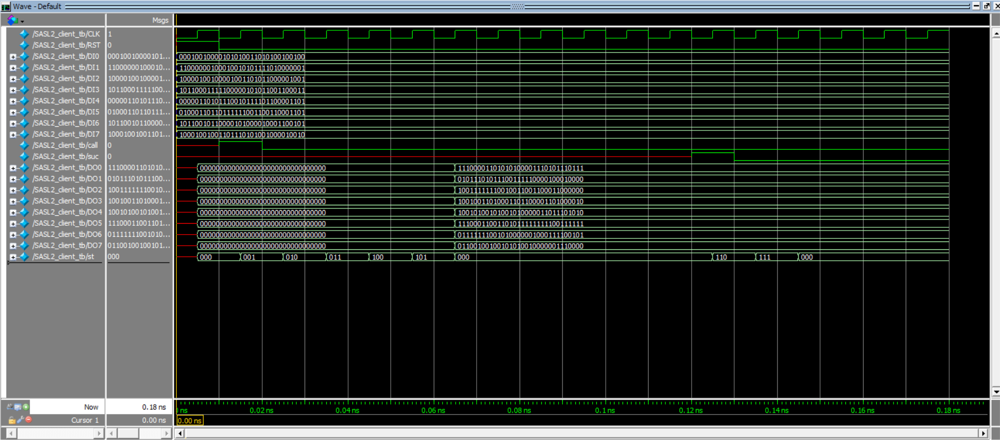 Wave - Default
Msgs
/SASL2_client_tb/CLK 1
/SASL2_client_tb/RST 0
/SASL2_client_tb/DI0 00010010000101... 00010010000101010011010100100100
/SASL2_client_tb/DI1 11000000100010... 11000000100010010101111010000001
/SASL2_client_tb/DI2 10000100100001... 10000100100001001101011000001001
/SASL2_client_tb/DI3 10110001111100... 10110001111100000101011001100011
/SASL2_client_tb/DI4 00000110101110... 00000110101110010111101100001101
/SASL2_client_tb/DI5 01000110110111... 01000110110111111001100110001101
/SASL2_client_tb/DI6 10110010110000... 10110010110000101000010001100101
/SASL2_client_tb/DI7 10001001001101... 10001001001101110101001000010010
/SASL2_client_tb/call 0
/SASL2_client_tb/suc 0
/SASL2_client_tb/DO0 11100001101010... 00000000000000000000000000000000 11100001101010100001110101110111
/SASL2_client_tb/DO1 01011101011100... 00000000000000000000000000000000 01011101011100111110000100010000
/SASL2_client_tb/DO2 10011111110010... 00000000000000000000000000000000 10011111110010011001100011000000
/SASL2_client_tb/DO3 10010011010001... 00000000000000000000000000000000 10010011010001101100001101000010
/SASL2_client_tb/DO4 10010100101001... 00000000000000000000000000000000 10010100101001010000011011101010
/SASL2_client_tb/DO5 11100011001101... 00000000000000000000000000000000 11100011001101011111111100111111
/SASL2_client_tb/DO6 01111111001010... 00000000000000000000000000000000 01111111001010000001000111100101
/SASL2_client_tb/DO7 01100100100101... 00000000000000000000000000000000 01100100100101010010000001110000
/SASL2_client_tb/st 000 000 001 010 011 100 101 000 110 111 000
Now 0.18 ns ns 0.02 ns 0.04 ns 0.06 ns 0.08 ns 0.1 ns 0.12 ns 0.14 ns 0.16 ns 0.18 ns
Cursor 1 0.00 ns 0.00 ns